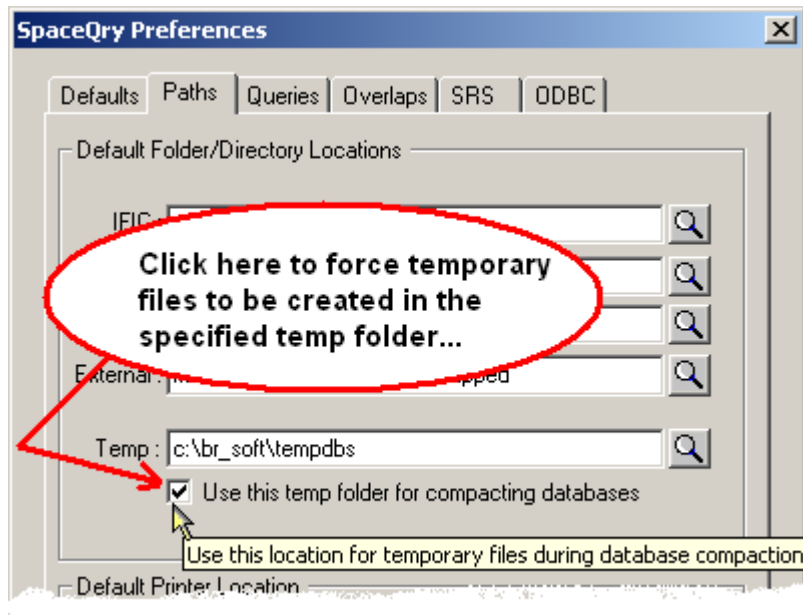 SpaceQry Preferences
Defaults Paths Queries Overlaps SRS ODBC
Default Folder/Directory Locations
IFIC :
Click here to force temporary
files to be created in the
specified temp folder...
External :
Temp : c:\br_soft\tempdbs
Use this temp folder for compacting databases
Use this location for temporary files during database compaction
Default Printer Location